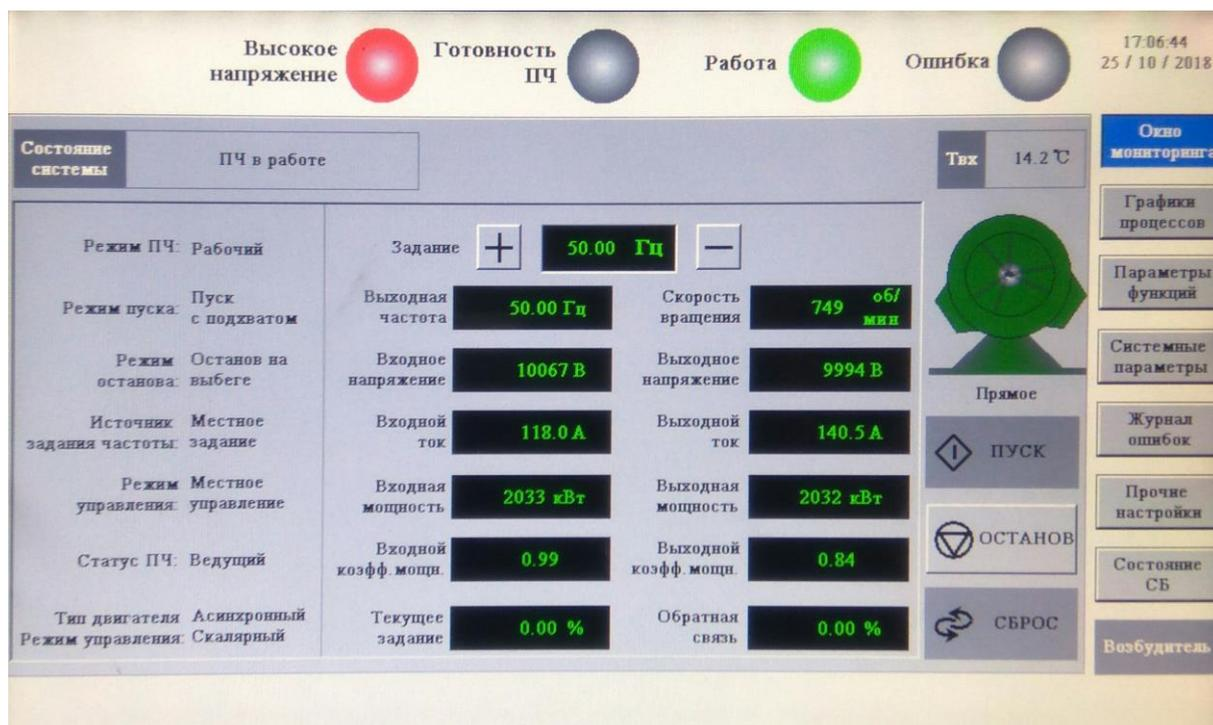 Высокое
напряжение
Готовность
ПЧ
Работа
Ошибка
17:06:44
25 / 10 / 2018
Состояние
системы
ПЧ в работе
Твх
14.2 ℃
Режим ПЧ: Рабочий
Режим пуска: Пуск
с подхватом
Режим
останова:
Останов на
выбеге
Источник
задания частоты:
Местное
задание
Режим
управления:
Местное
управление
Статус ПЧ: Ведущий
Тип двигателя Асинхронный
Режим управления: Скалярный
Задание + 50.00 Гц —
Выходная
частота
50.00 Гц
Скорость
вращения
749 об/
мин
Входное
напряжение
10067 В
Выходное
напряжение
9994 В
Входной
ток
118.0 А
Выходной
ток
140.5 А
Входная
мощность
2033 кВт
Выходная
мощность
2032 кВт
Входной
коэфф. мощн.
0.99
Выходной
коэфф. мощн.
0.84
Текущее
задание
0.00 %
Обратная
связь
0.00 %
Прямое
ПУСК
ОСТАНОВ
СБРОС
Окно
мониторинга
Графики
процессов
Параметры
функций
Системные
параметры
Журнал
ошибок
Прочие
настройки
Состояние
СБ
Возбудитель